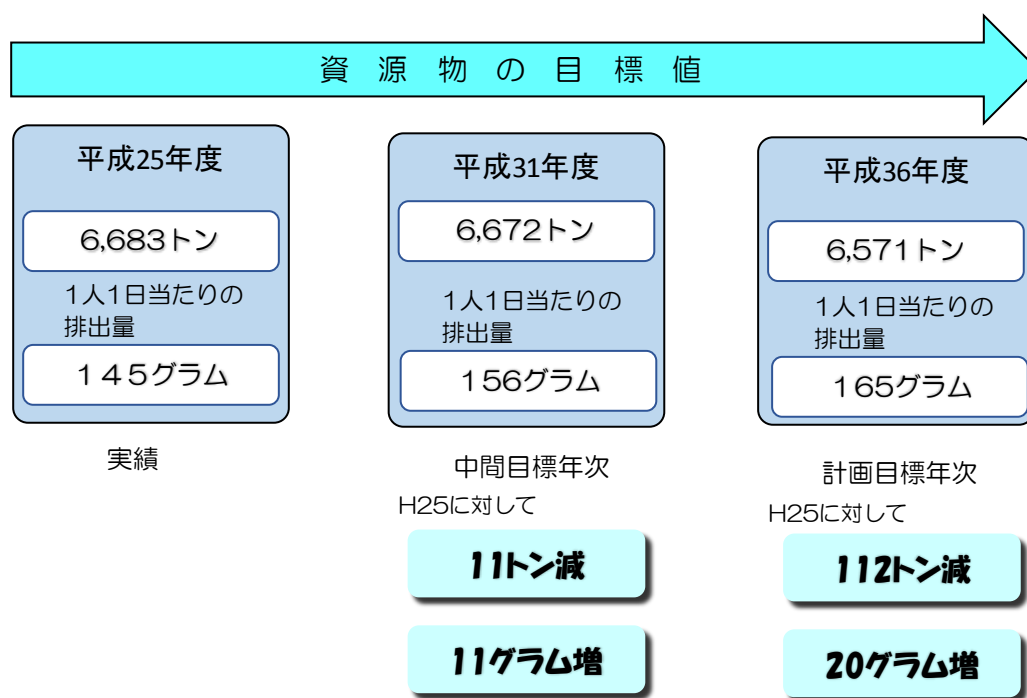 資源物の目標値
平成25年度
6,683トン
1人1日当たりの
排出量
145グラム
実績
平成31年度
6,672トン
1人1日当たりの
排出量
156グラム
中間目標年次
H25に対して
11トン減
11グラム増
平成36年度
6,571トン
1人1日当たりの
排出量
165グラム
計画目標年次
H25に対して
112トン減
20グラム増